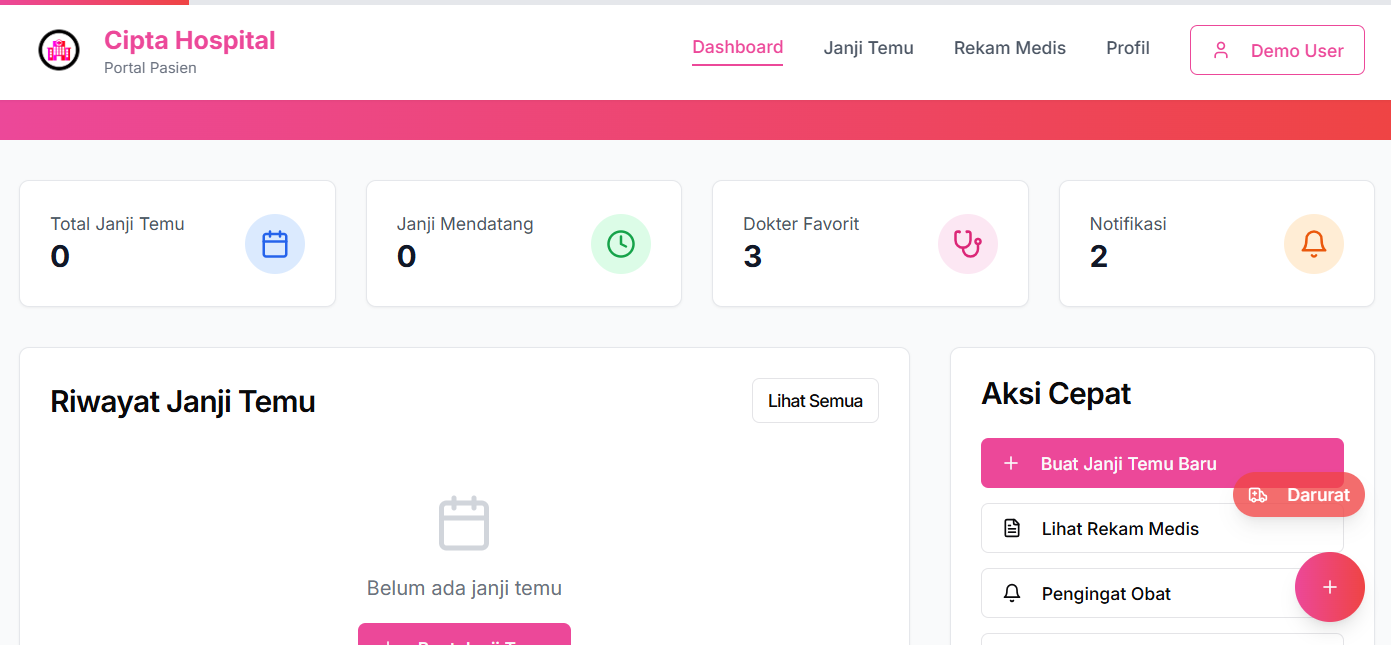 Cipta Hospital
Portal Pasien
Dashboard
Janji Temu
Rekam Medis
Profil
Demo User
Total Janji Temu
0
Janji Mendatang
0
Dokter Favorit
3
Notifikasi
2
Riwayat Janji Temu
Lihat Semua
Belum ada janji temu
Aksi Cepat
Buat Janji Temu Baru
Darurat
Lihat Rekam Medis
Pengingat Obat